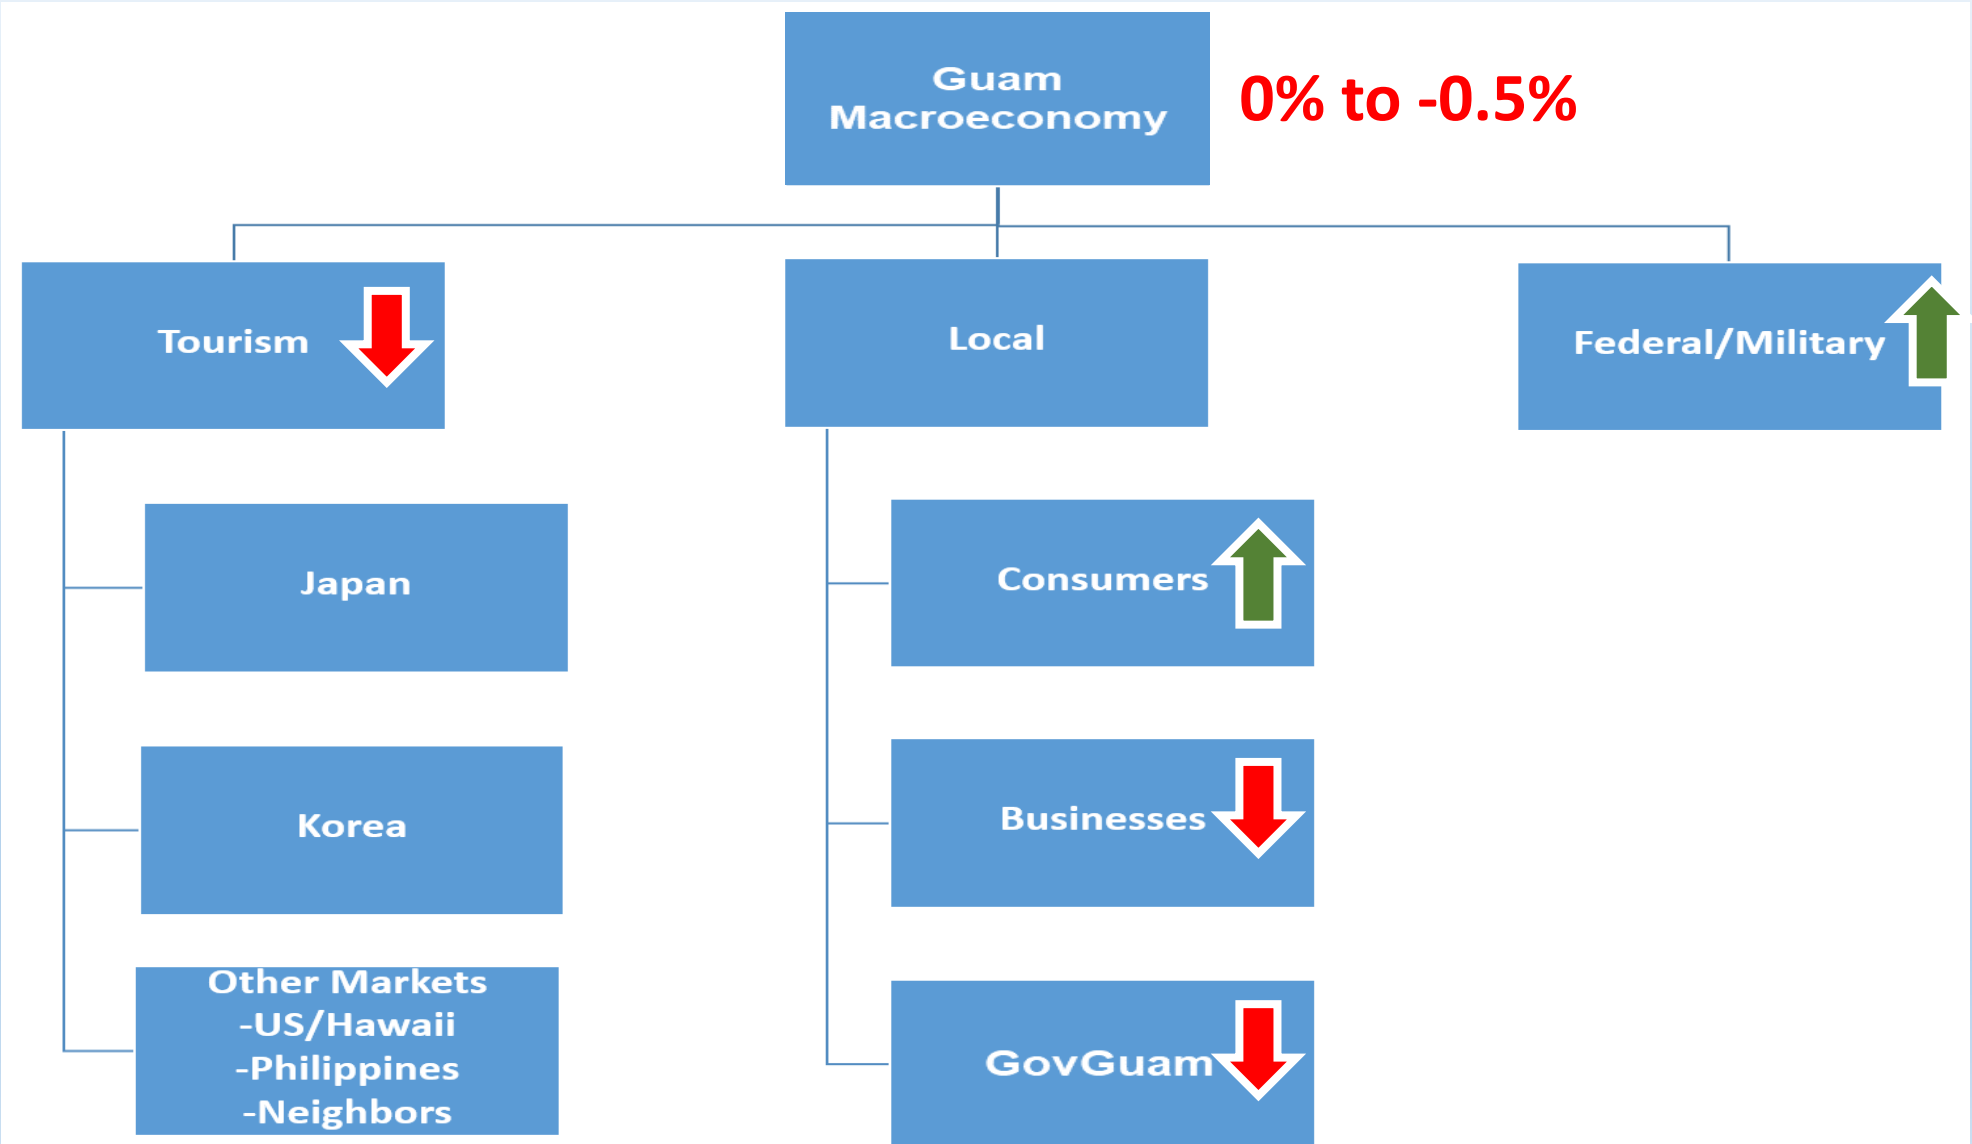 Guam
Macroeconomy
0% to -0.5%
Tourism
Local
Federal/Military
Japan
Korea
Other Markets
-US/Hawaii
-Philippines
-Neighbors
Consumers
Businesses
GovGuam